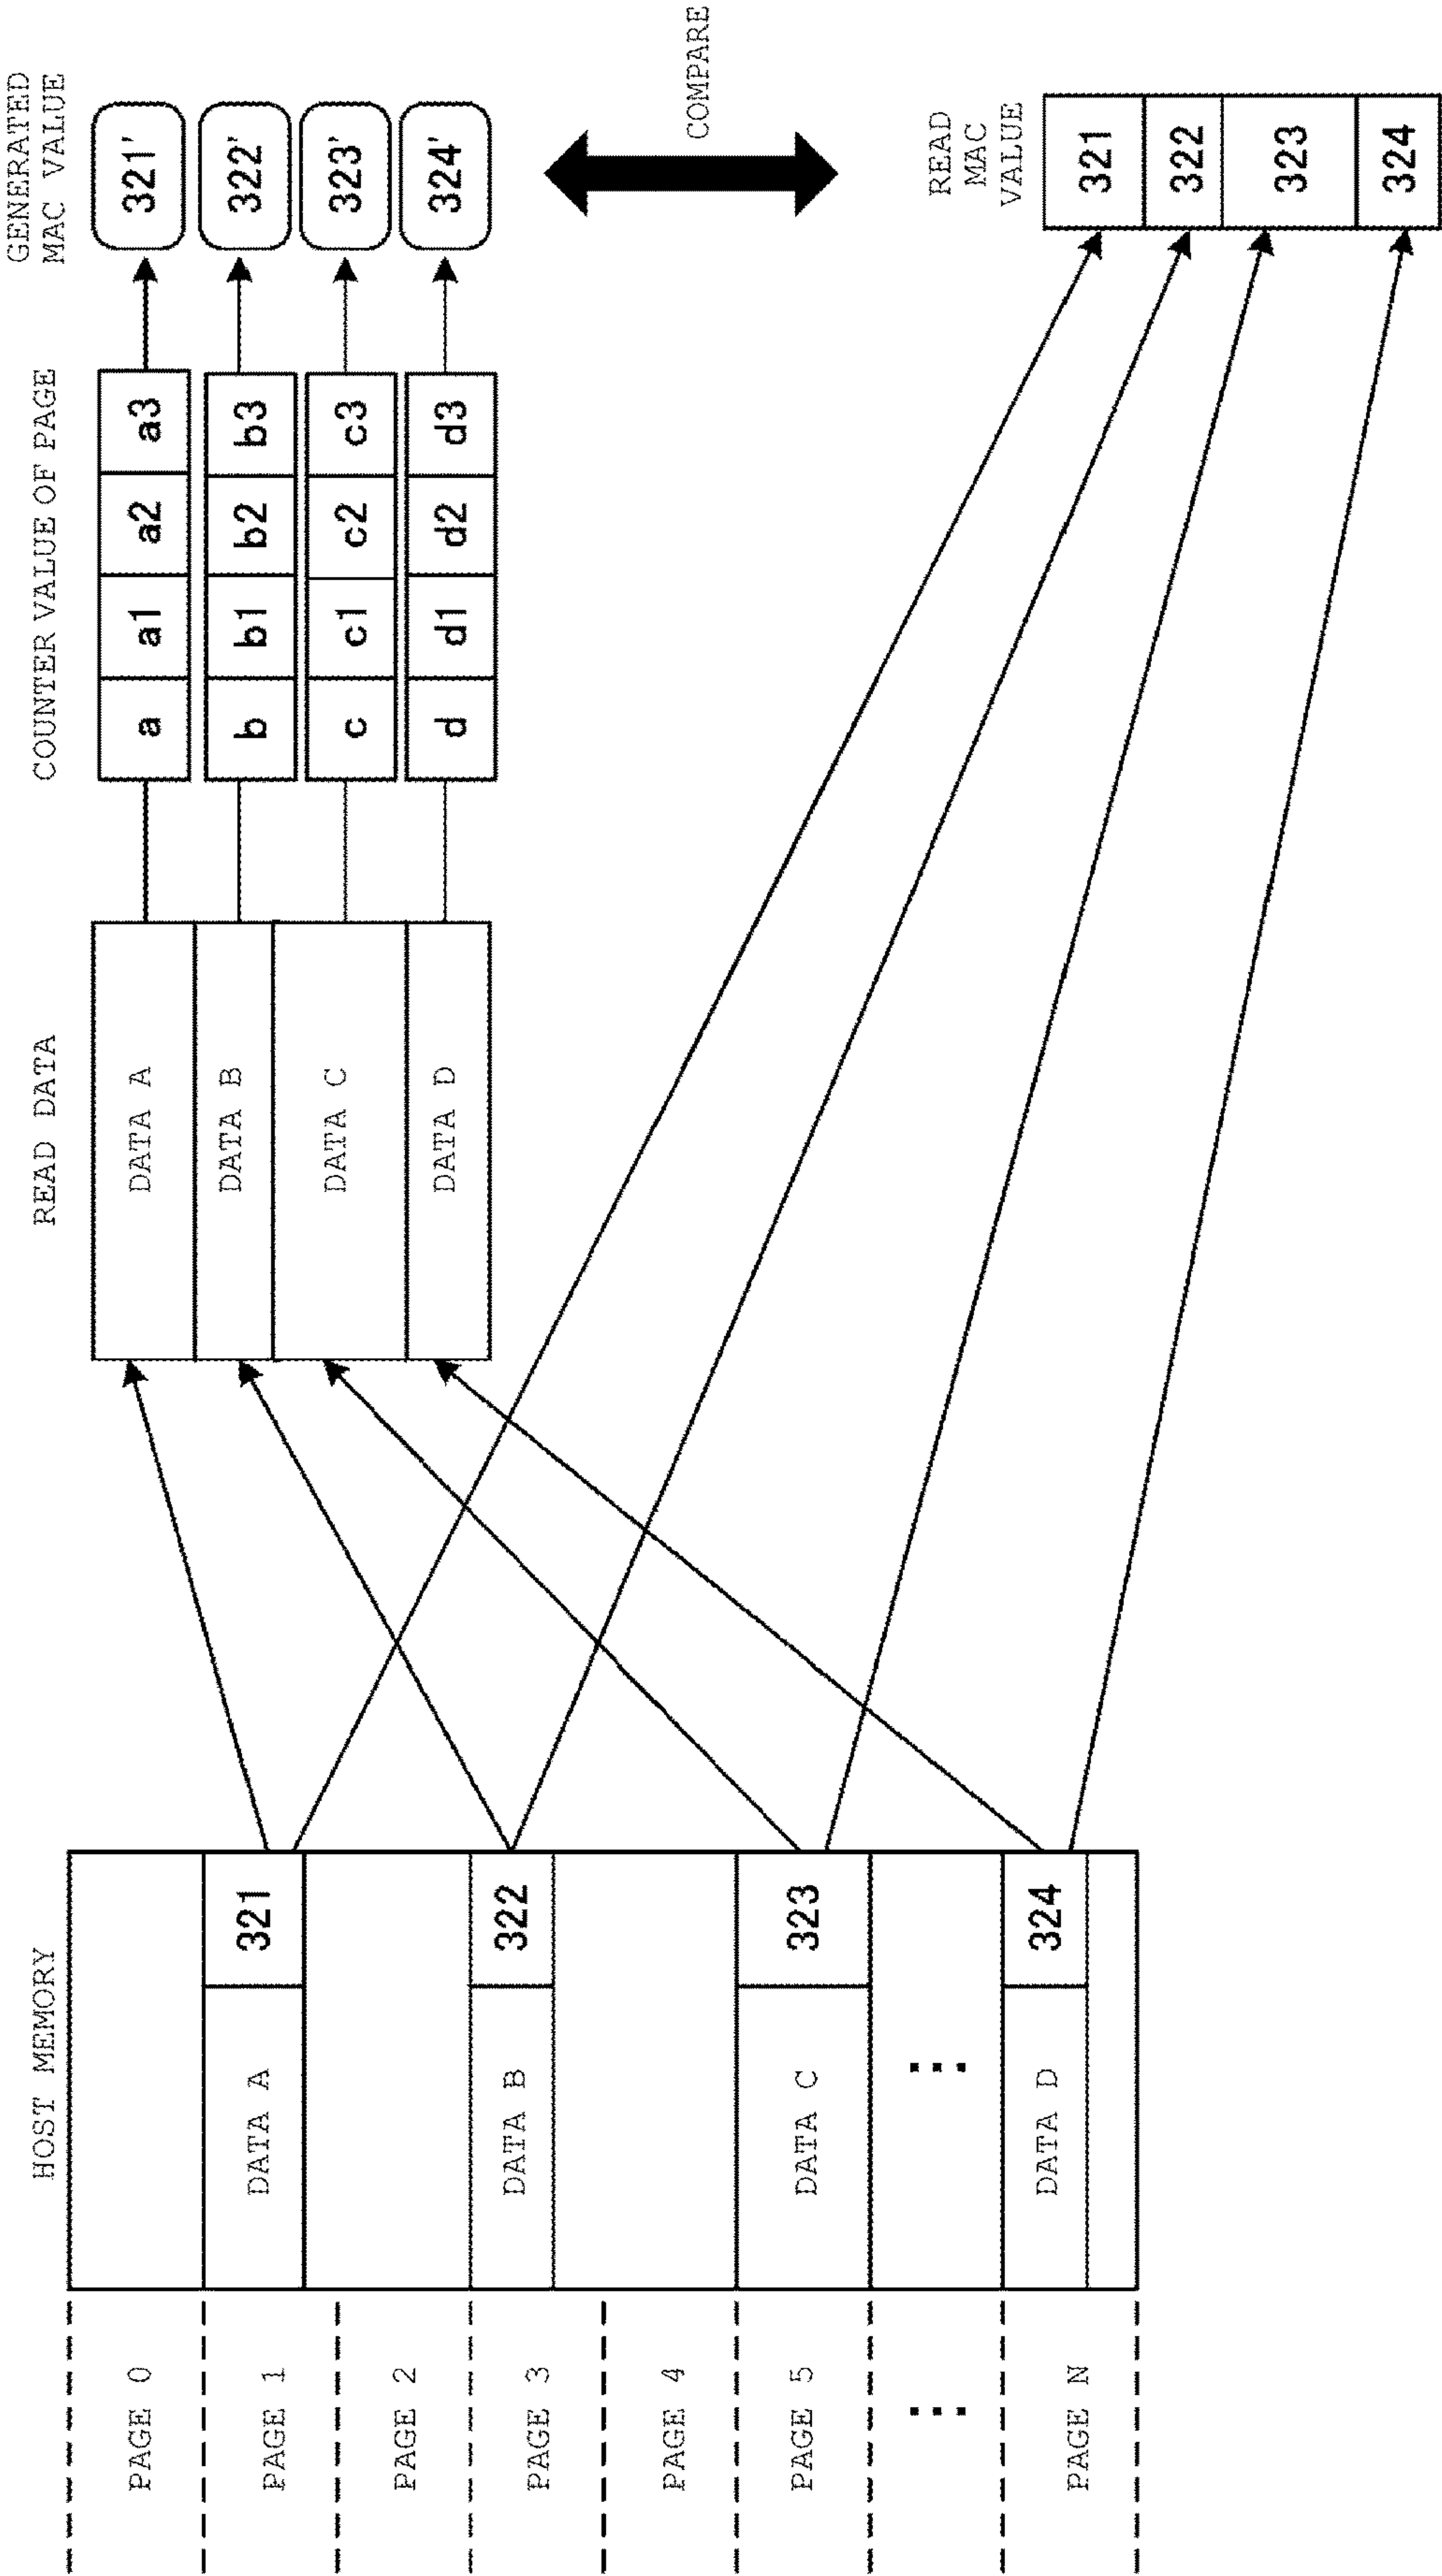 HOST MEMORY
PAGE 0
PAGE 1
DATA A
321
PAGE 2
PAGE 3
DATA B
322
PAGE 4
PAGE 5
DATA C
323
⋮
⋮
PAGE N
DATA D
324
READ DATA
DATA A
DATA B
DATA C
DATA D
COUNTER VALUE OF PAGE
a a1 a2 a3
b b1 b2 b3
c c1 c2 c3
d d1 d2 d3
GENERATED
MAC VALUE
321'
322'
323'
324'
COMPARE
READ
MAC
VALUE
321
322
323
324